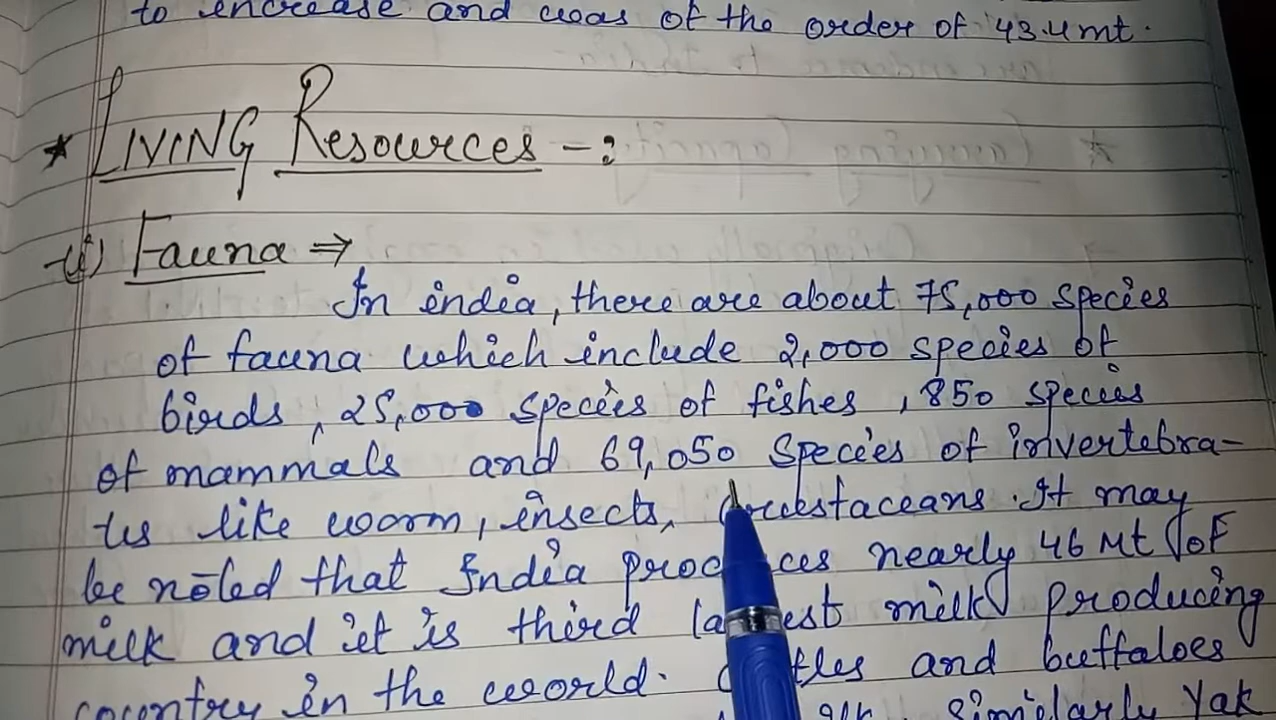 to increase and was of the order of 43.4 mt.
* LIVING Resources -:
(i) Fauna ⇒
In india, there are about 75,000 species
of fauna which include 2,000 species of
birds, 25,000 species of fishes, 850 species
of mammals and 69,050 species of invertebra-
tes like worm, insects, crustaceans. It may
be noted that India produces nearly 46 Mt of
milk and it is third largest milk producing
country in the world. and buffaloes
Similarly Yak